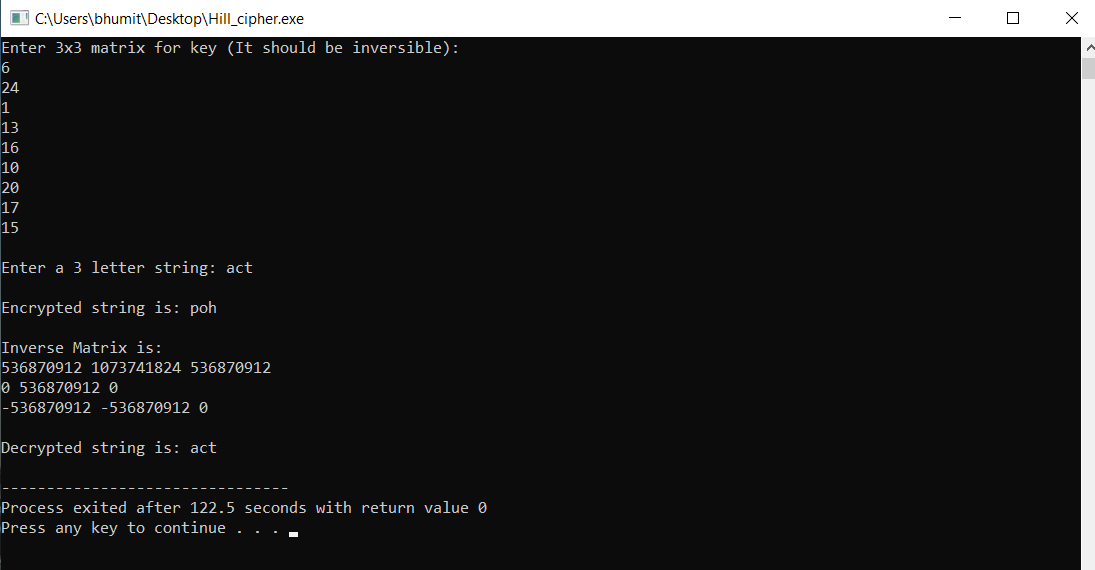 C:\Users\bhumit\Desktop\Hill_cipher.exe
Enter 3x3 matrix for key (It should be inversible):
6
24
1
13
16
10
20
17
15
Enter a 3 letter string: act
Encrypted string is: poh
Inverse Matrix is:
536870912 1073741824 536870912
0 536870912 0
-536870912 -536870912 0
Decrypted string is: act
--------------------------------
Process exited after 122.5 seconds with return value 0
Press any key to continue . . .